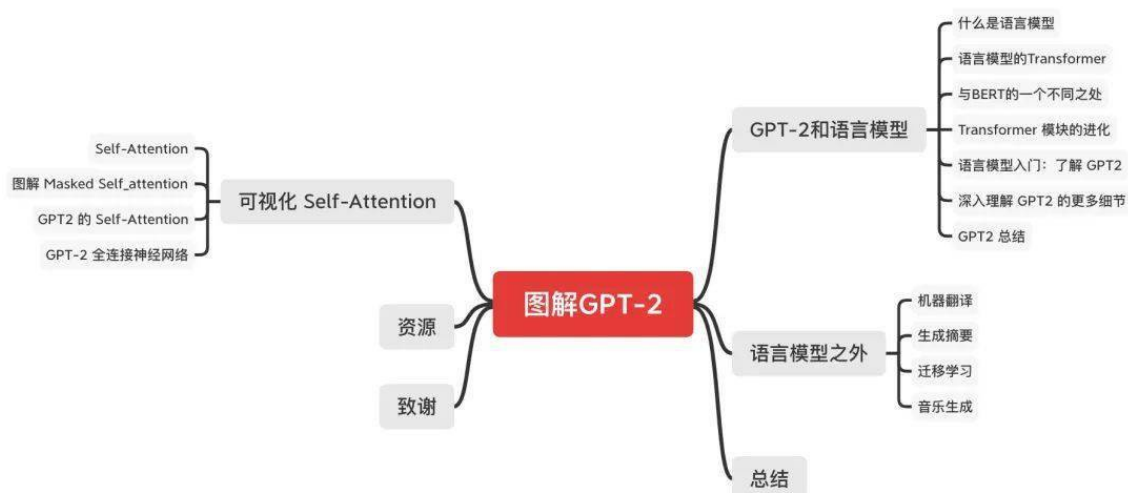 图解GPT-2
GPT-2和语言模型
什么是语言模型
语言模型的Transformer
与BERT的一个不同之处
Transformer 模块的进化
语言模型入门：了解 GPT2
深入理解 GPT2 的更多细节
GPT2 总结
语言模型之外
机器翻译
生成摘要
迁移学习
音乐生成
总结
可视化 Self-Attention
Self-Attention
图解 Masked Self_attention
GPT2 的 Self-Attention
GPT-2 全连接神经网络
资源
致谢